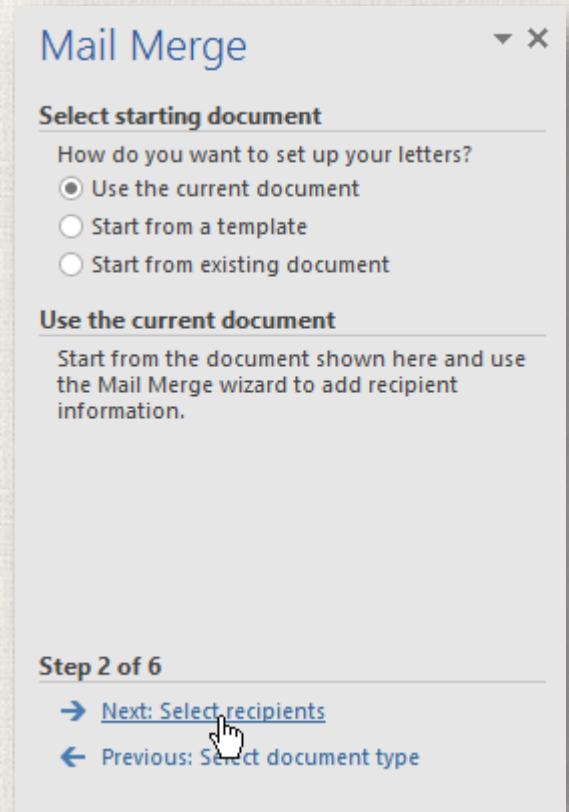 Mail Merge
Select starting document
How do you want to set up your letters?
Use the current document
Start from a template
Start from existing document
Use the current document
Start from the document shown here and use
the Mail Merge wizard to add recipient
information.
Step 2 of 6
Next: Select recipients
Previous: Select document type